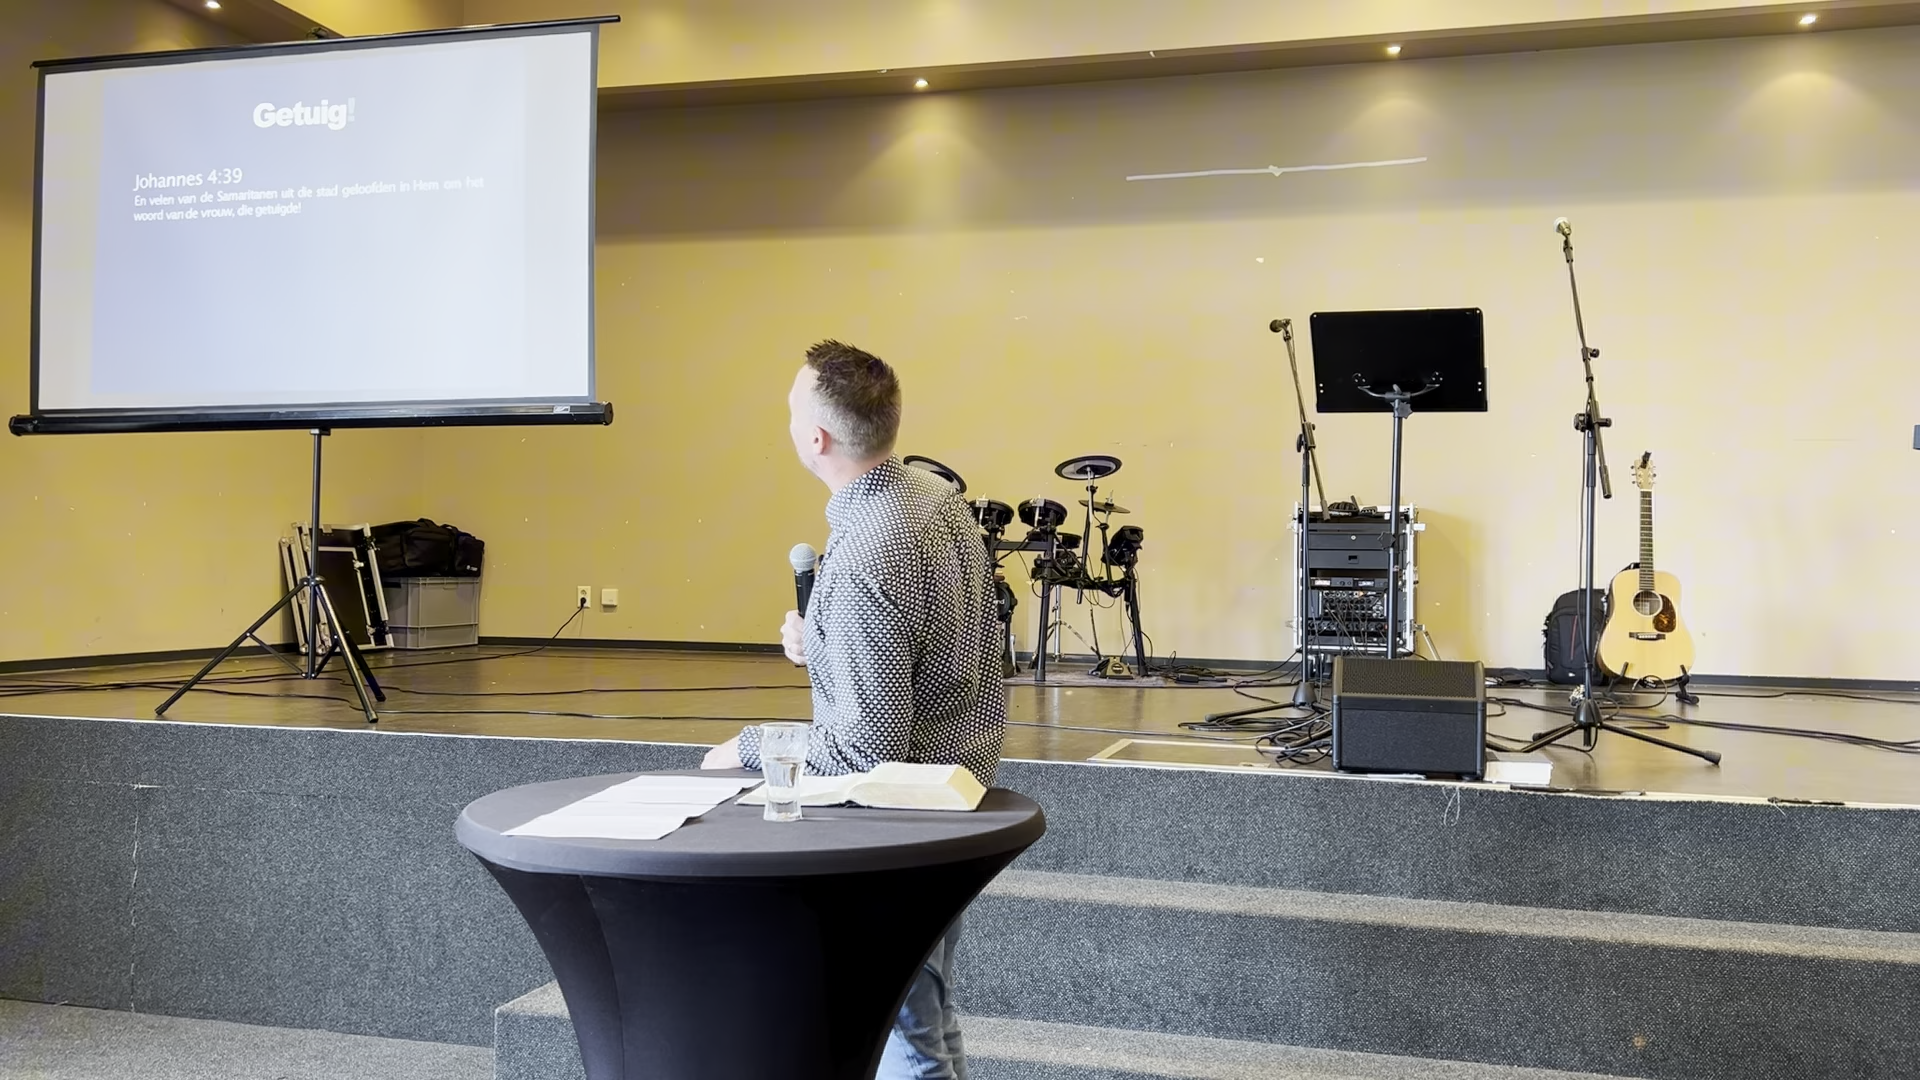 Getuig!
Johannes 4:39
En velen van de Samaritanen uit die stad geloofden in Hem om het
woord van de vrouw, die getuigde!